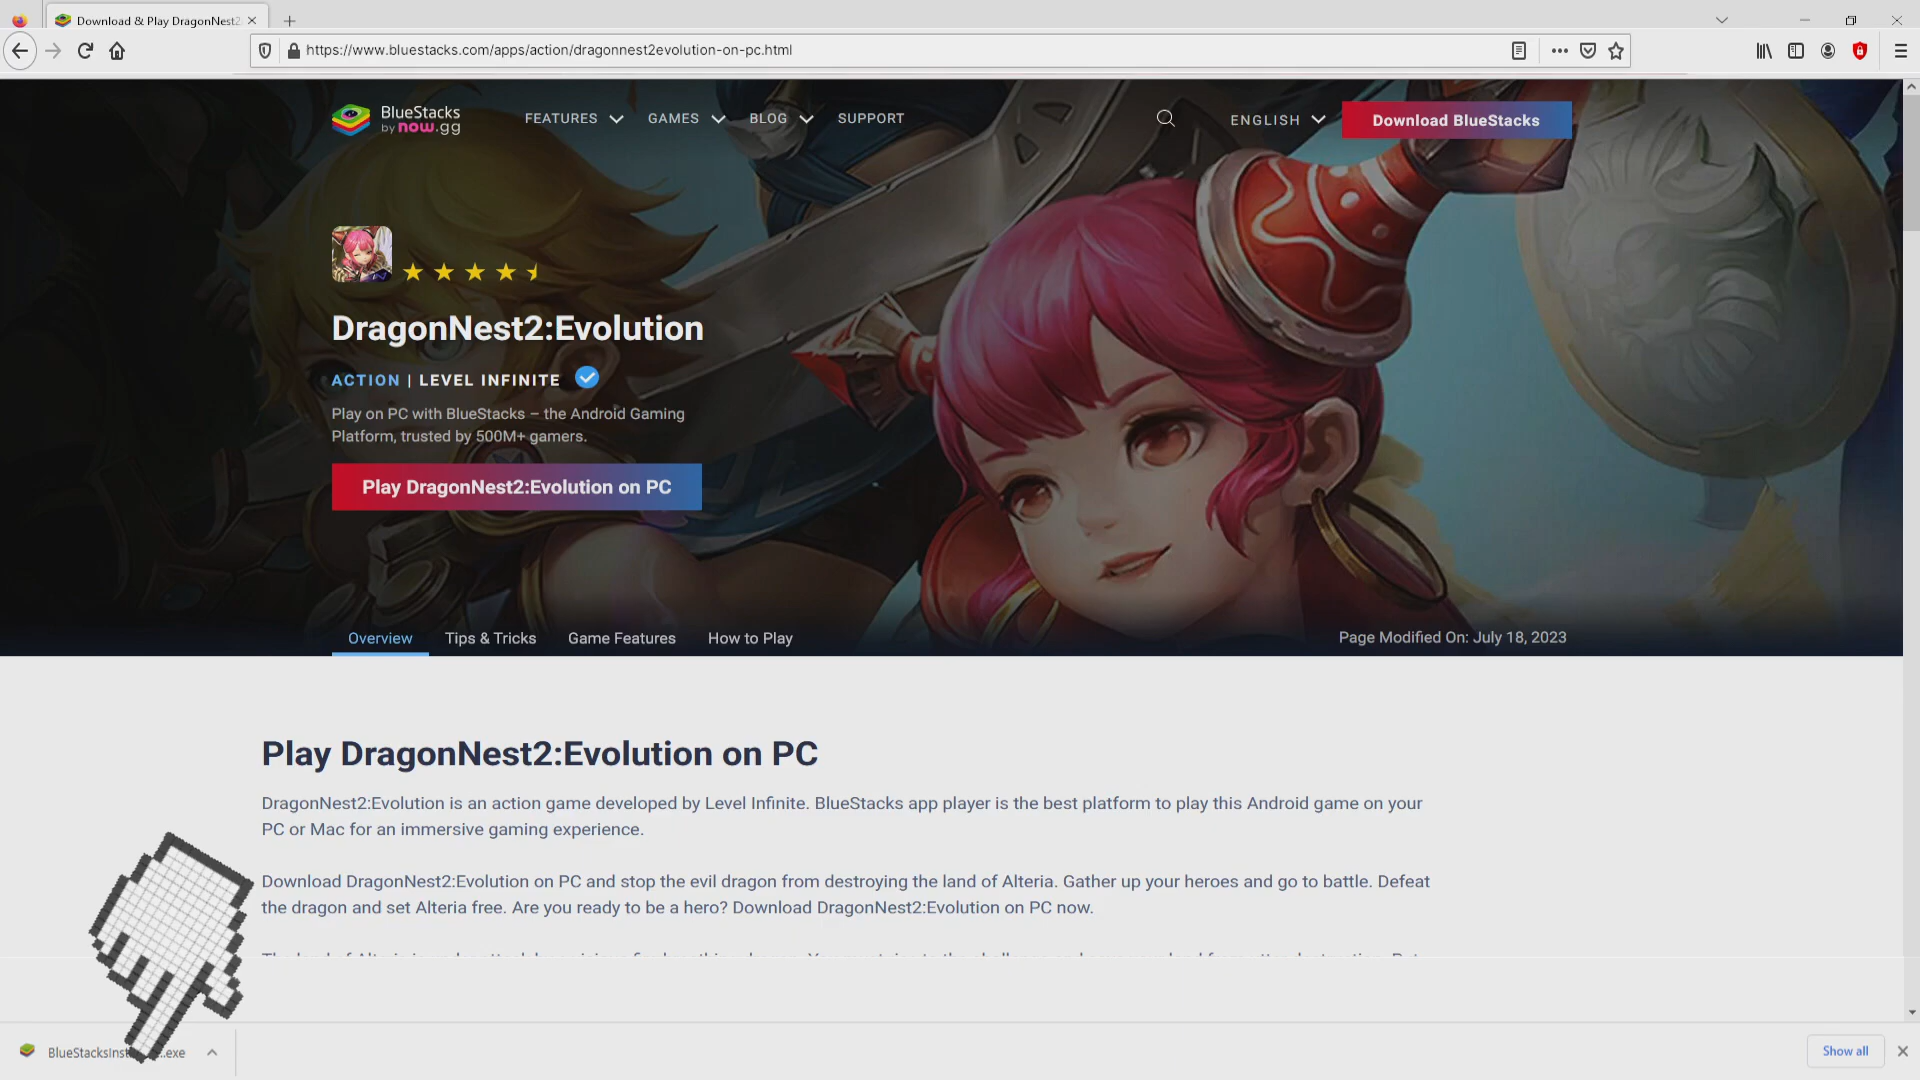 Download & Play DragonNest2
https://www.bluestacks.com/apps/action/dragonnest2evolution-on-pc.html
BlueStacks
by now.gg
FEATURES
GAMES
BLOG
SUPPORT
ENGLISH
Download BlueStacks
DragonNest2:Evolution
ACTION | LEVEL INFINITE
Play on PC with BlueStacks – the Android Gaming
Platform, trusted by 500M+ gamers.
Play DragonNest2:Evolution on PC
Overview
Tips & Tricks
Game Features
How to Play
Page Modified On: July 18, 2023
Play DragonNest2:Evolution on PC
DragonNest2:Evolution is an action game developed by Level Infinite. BlueStacks app player is the best platform to play this Android game on your
PC or Mac for an immersive gaming experience.
Download DragonNest2:Evolution on PC and stop the evil dragon from destroying the land of Alteria. Gather up your heroes and go to battle. Defeat
the dragon and set Alteria free. Are you ready to be a hero? Download DragonNest2:Evolution on PC now.
Show all